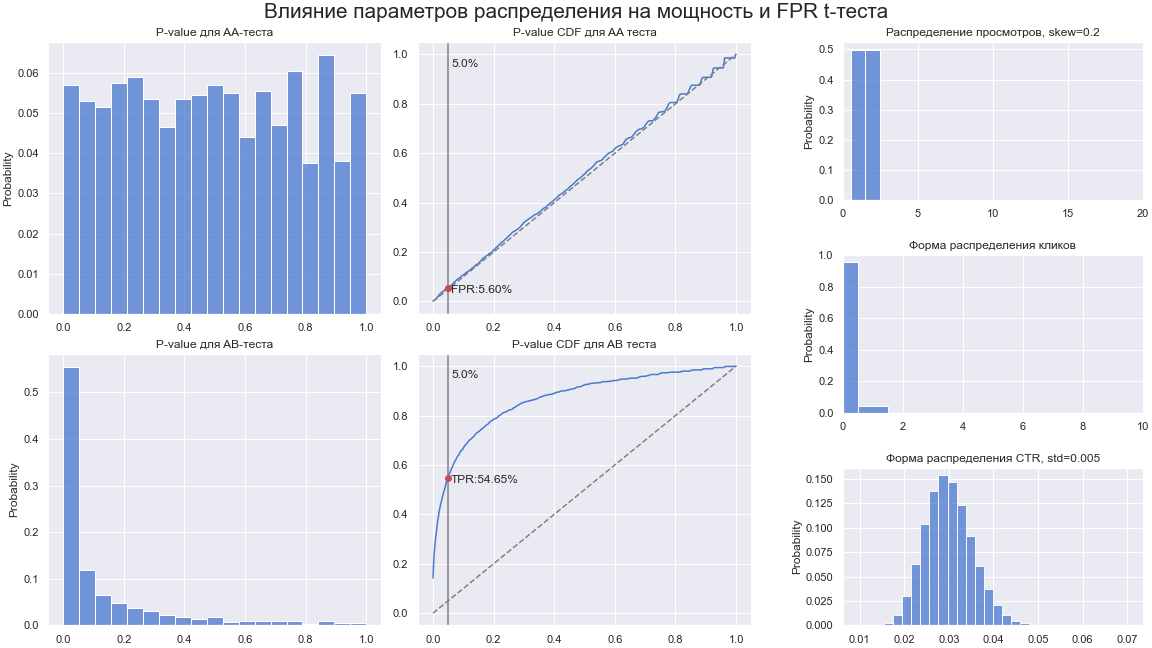 Влияние параметров распределения на мощность и FPR t-теста
P-value для AA-теста
Probability
0.06
0.05
0.04
0.03
0.02
0.01
0.00
0.0 0.2 0.4 0.6 0.8 1.0
P-value CDF для AA теста
1.0
0.8
0.6
0.4
0.2
0.0
5.0%
FPR:5.60%
0.0 0.2 0.4 0.6 0.8 1.0
Распределение просмотров, skew=0.2
Probability
0.5
0.4
0.3
0.2
0.1
0.0
0 5 10 15 20
Форма распределения кликов
Probability
1.0
0.8
0.6
0.4
0.2
0.0
0 2 4 6 8 10
P-value для AB-теста
Probability
0.5
0.4
0.3
0.2
0.1
0.0
0.0 0.2 0.4 0.6 0.8 1.0
P-value CDF для AB теста
1.0
0.8
0.6
0.4
0.2
0.0
5.0%
TPR:54.65%
0.0 0.2 0.4 0.6 0.8 1.0
Форма распределения CTR, std=0.005
Probability
0.150
0.125
0.100
0.075
0.050
0.025
0.000
0.01 0.02 0.03 0.04 0.05 0.06 0.07